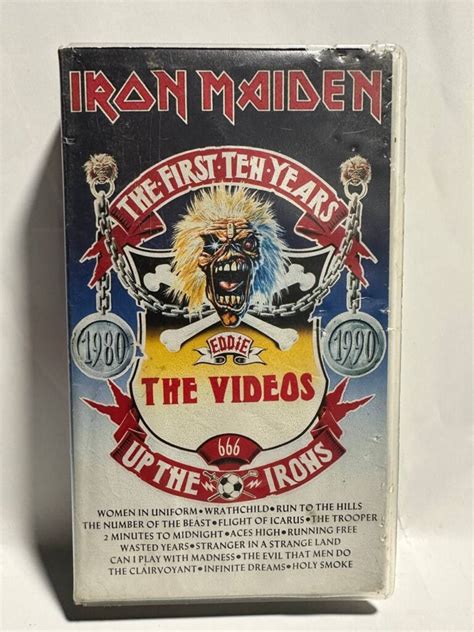 IRON MAIDEN
THE·FIRST·TEN·YEARS
1980
1990
EDDIE
THE VIDEOS
666
UP THE IRONS
WOMEN IN UNIFORM•WRATHCHILD•RUN TO THE HILLS
THE NUMBER OF THE BEAST•FLIGHT OF ICARUS•THE TROOPER
2 MINUTES TO MIDNIGHT•ACES HIGH•RUNNING FREE
WASTED YEARS•STRANGER IN A STRANGE LAND
CAN I PLAY WITH MADNESS•THE EVIL THAT MEN DO
THE CLAIRVOYANT•INFINITE DREAMS•HOLY SMOKE